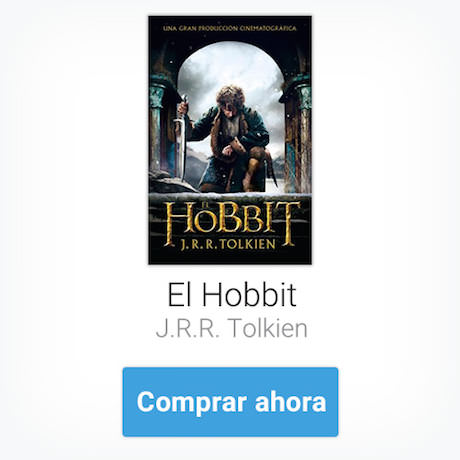 UNA GRAN PRODUCCIÓN CINEMATOGRÁFICA
EL
HOBBIT
J.R.R. TOLKIEN
El Hobbit
J.R.R. Tolkien
Comprar ahora